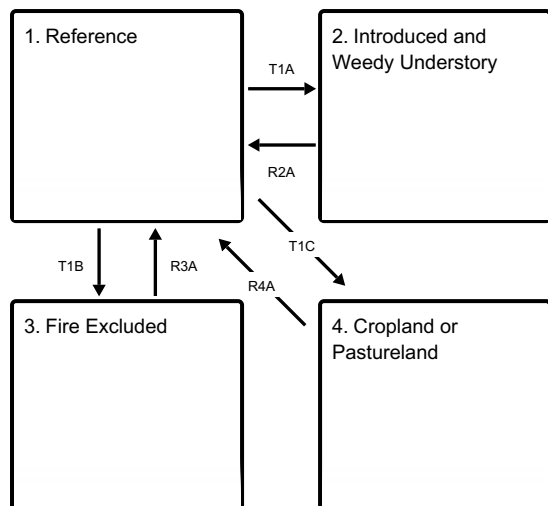 1. Reference
2. Introduced and
Weedy Understory
T1A
R2A
T1C
T1B
R3A
R4A
3. Fire Excluded
4. Cropland or
Pastureland